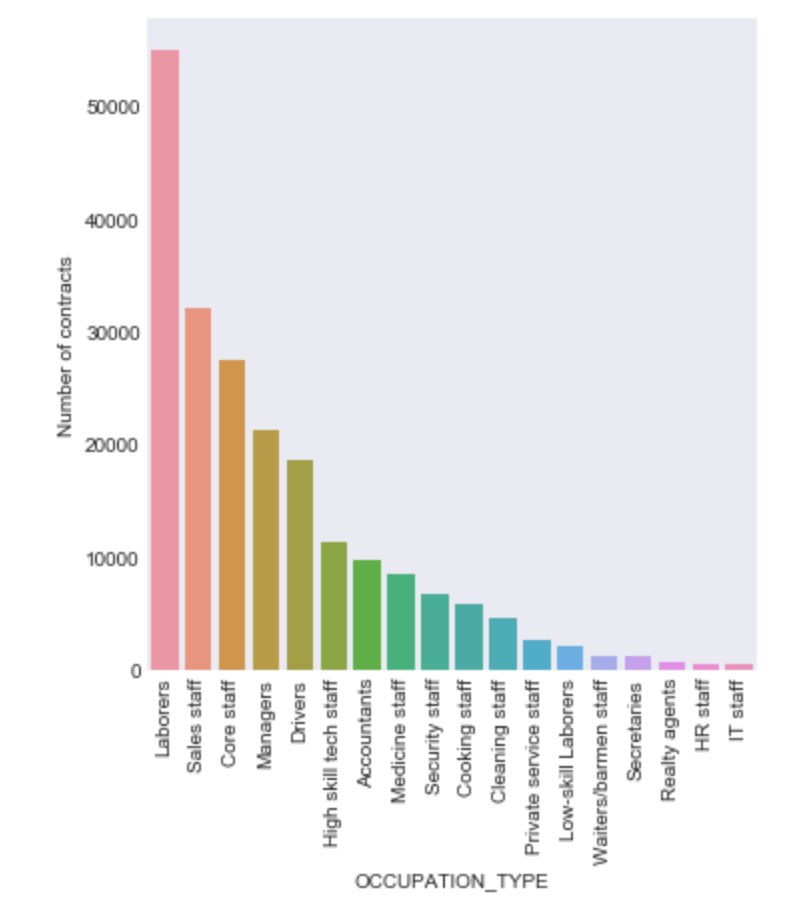 50000
40000
30000
20000
10000
0
Number of contracts
Laborers
Sales staff
Core staff
Managers
Drivers
High skill tech staff
Accountants
Medicine staff
Security staff
Cooking staff
Cleaning staff
Private service staff
Low-skill Laborers
Waiters/barmen staff
Secretaries
Realty agents
HR staff
IT staff
OCCUPATION_TYPE